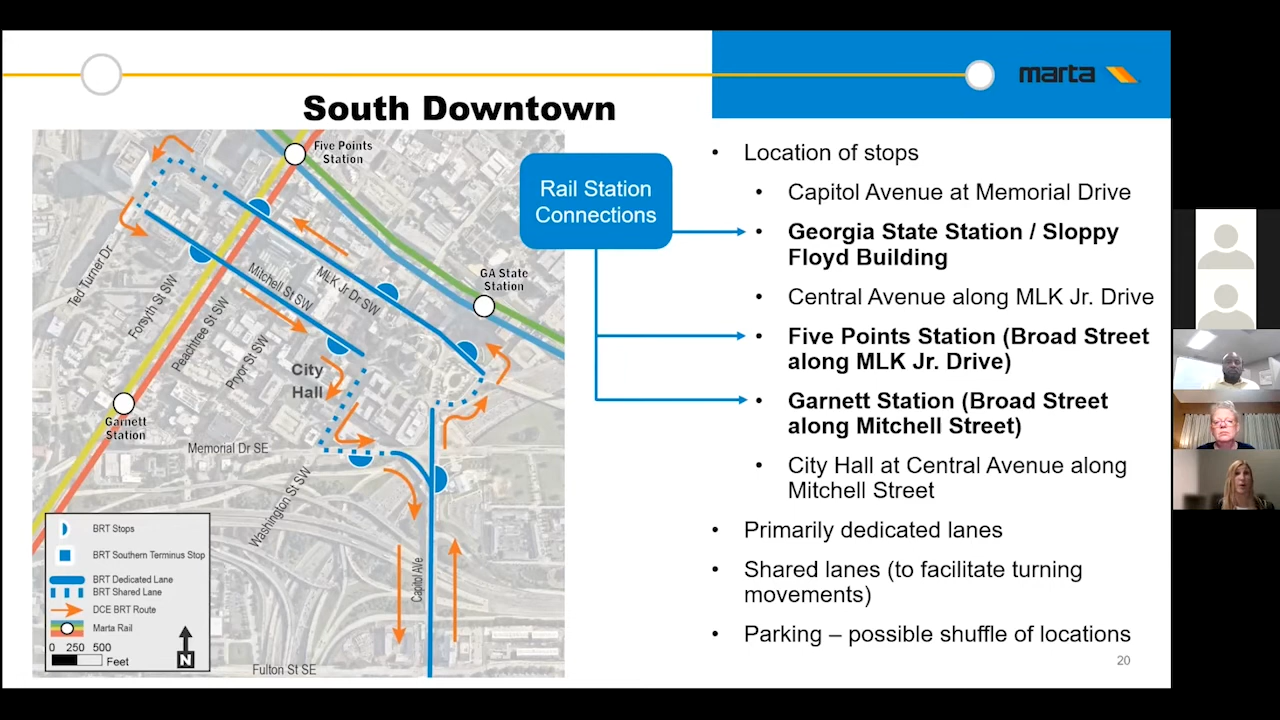 marta
South Downtown
Five Points
Station
GA State
Station
Ted Turner Dr
Forsyth St SW
Peachtree St SW
Pryor St SW
Mitchell St SW
MLK Jr Dr SW
City
Hall
Garnett
Station
Memorial Dr SE
Washington St SW
Capitol AVe
Fulton St SE
BRT Stops
BRT Southern Terminus Stop
BRT Dedicated Lane
BRT Shared Lane
DCE BRT Route
Marta Rail
0 250 500
Feet
N
Rail Station
Connections
• Location of stops
• Capitol Avenue at Memorial Drive
• Georgia State Station / Sloppy
Floyd Building
• Central Avenue along MLK Jr. Drive
• Five Points Station (Broad Street
along MLK Jr. Drive)
• Garnett Station (Broad Street
along Mitchell Street)
• City Hall at Central Avenue along
Mitchell Street
• Primarily dedicated lanes
• Shared lanes (to facilitate turning
movements)
• Parking – possible shuffle of locations
20